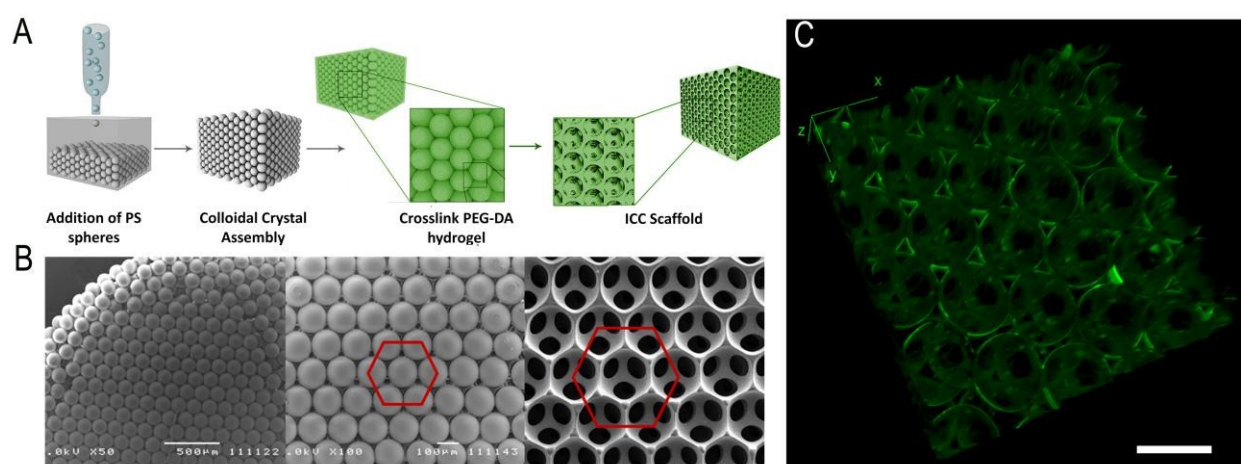 A
Addition of PS
spheres
Colloidal Crystal
Assembly
Crosslink PEG-DA
hydrogel
ICC Scaffold
B
.0kV X50 500μm 111122
.0kV X100 100μm 111143
C
x
z
y